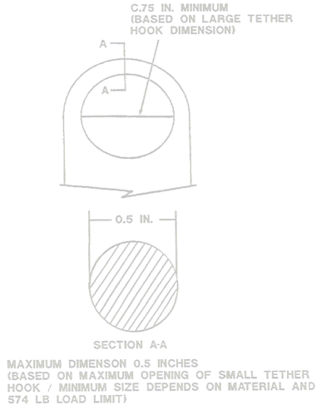 C.75 IN. MINIMUM
(BASED ON LARGE TETHER
HOOK DIMENSION)
A
A
0.5 IN.
SECTION A-A
MAXIMUM DIMENSON 0.5 INCHES
(BASED ON MAXIMUM OPENING OF SMALL TETHER
HOOK / MINIMUM SIZE DEPENDS ON MATERIAL AND
574 LB LOAD LIMIT)